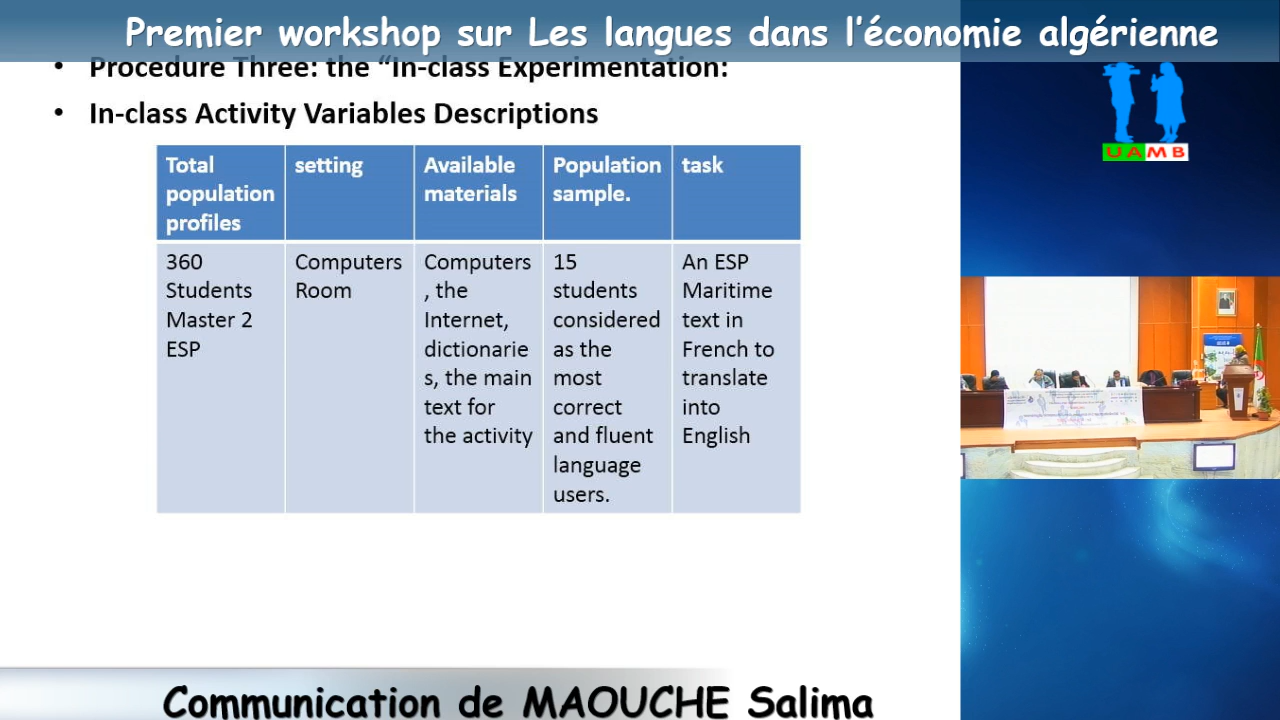 Premier workshop sur Les langues dans l'économie algérienne
• Procedure Three: the “In-class Experimentation:
• In-class Activity Variables Descriptions
Total population profiles
setting
Available materials
Population sample.
task
360 Students Master 2 ESP
Computers Room
Computers, the Internet, dictionaries, the main text for the activity
15 students considered as the most correct and fluent language users.
An ESP Maritime text in French to translate into English
UAMB
Communication de MAOUCHE Salima